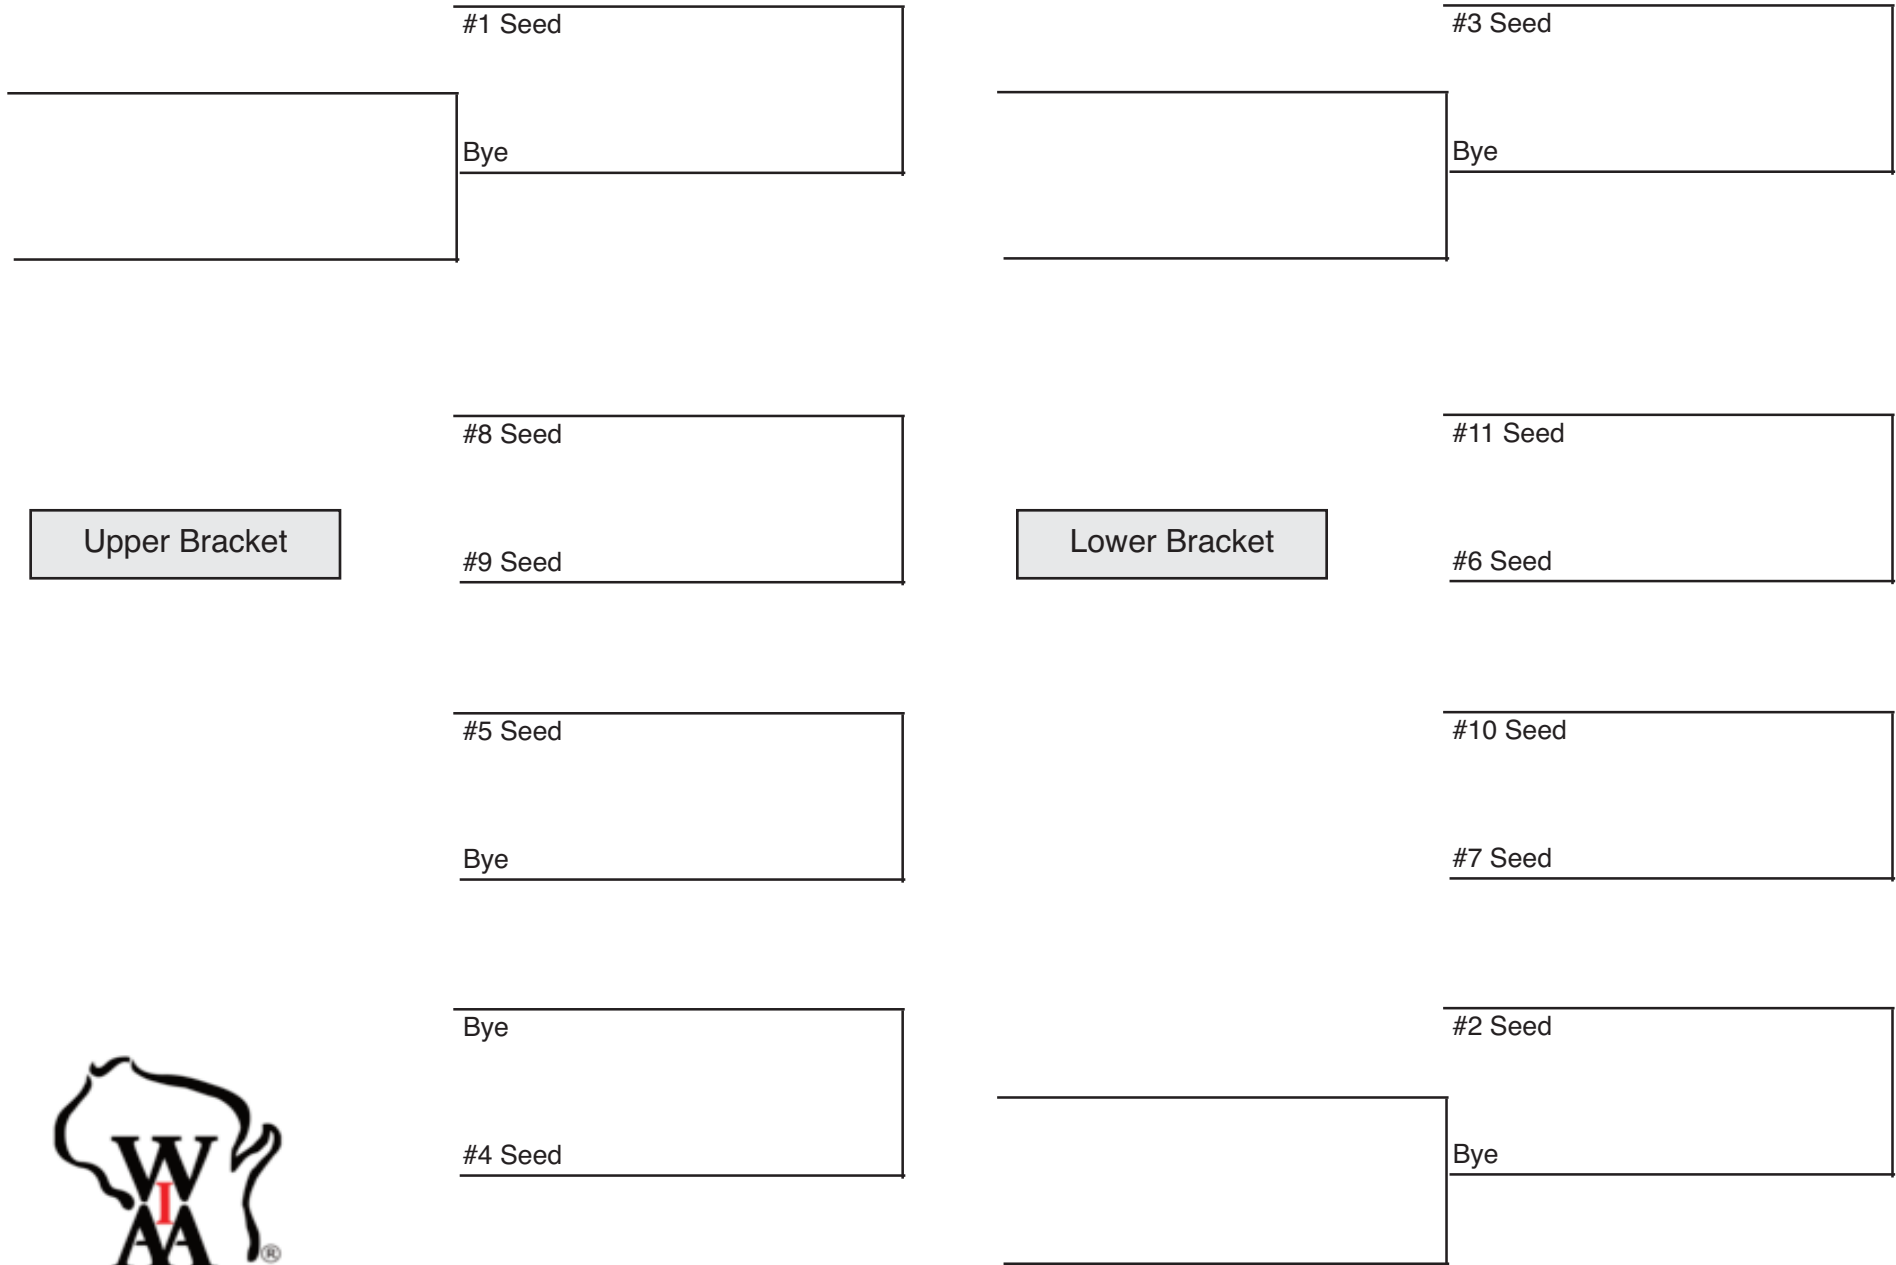 #1 Seed
Bye
#8 Seed
Upper Bracket
#9 Seed
#5 Seed
Bye
Bye
#4 Seed
W
I
AA
®
#3 Seed
Bye
#11 Seed
Lower Bracket
#6 Seed
#10 Seed
#7 Seed
#2 Seed
Bye